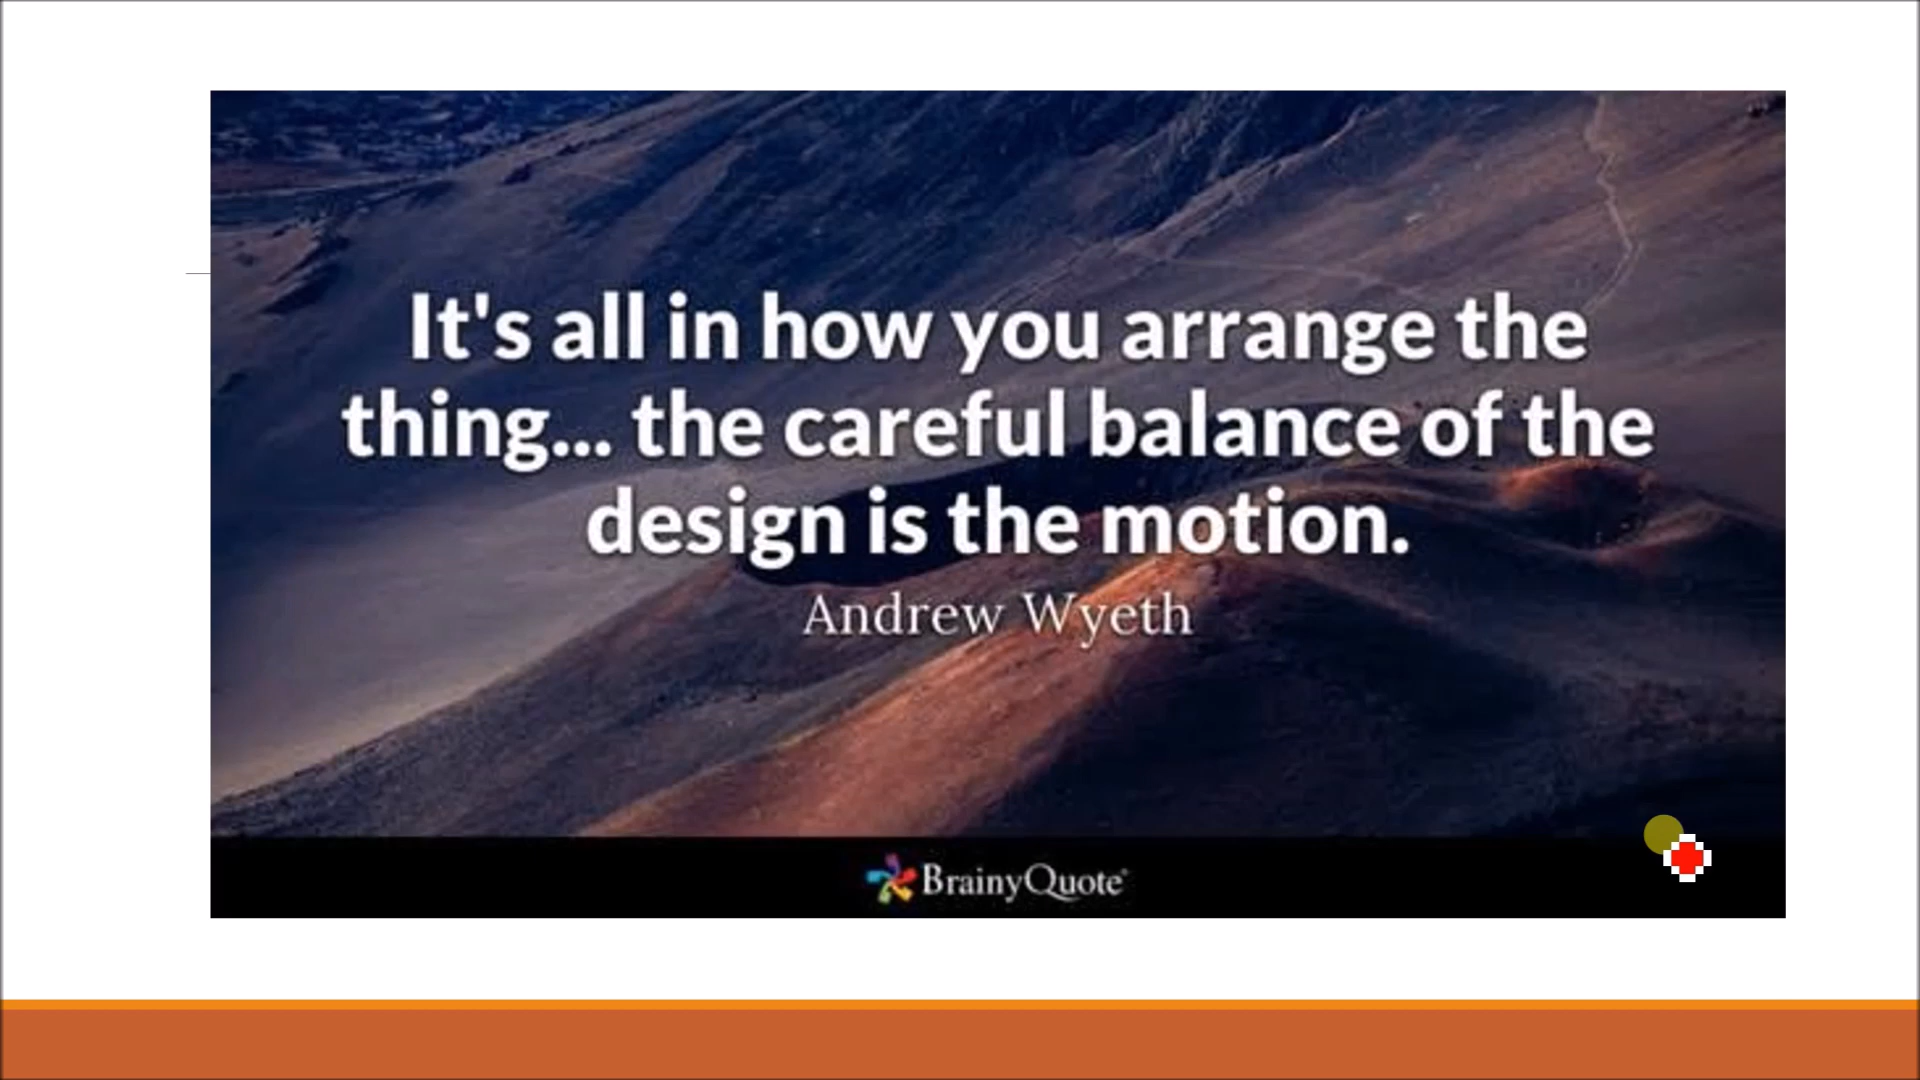 It's all in how you arrange the
thing... the careful balance of the
design is the motion.
Andrew Wyeth
BrainyQuote